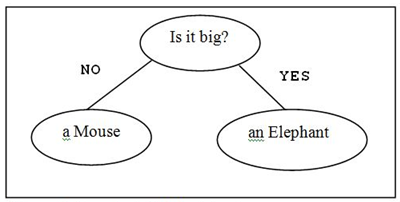 Is it big?
NO
YES
a Mouse
an Elephant